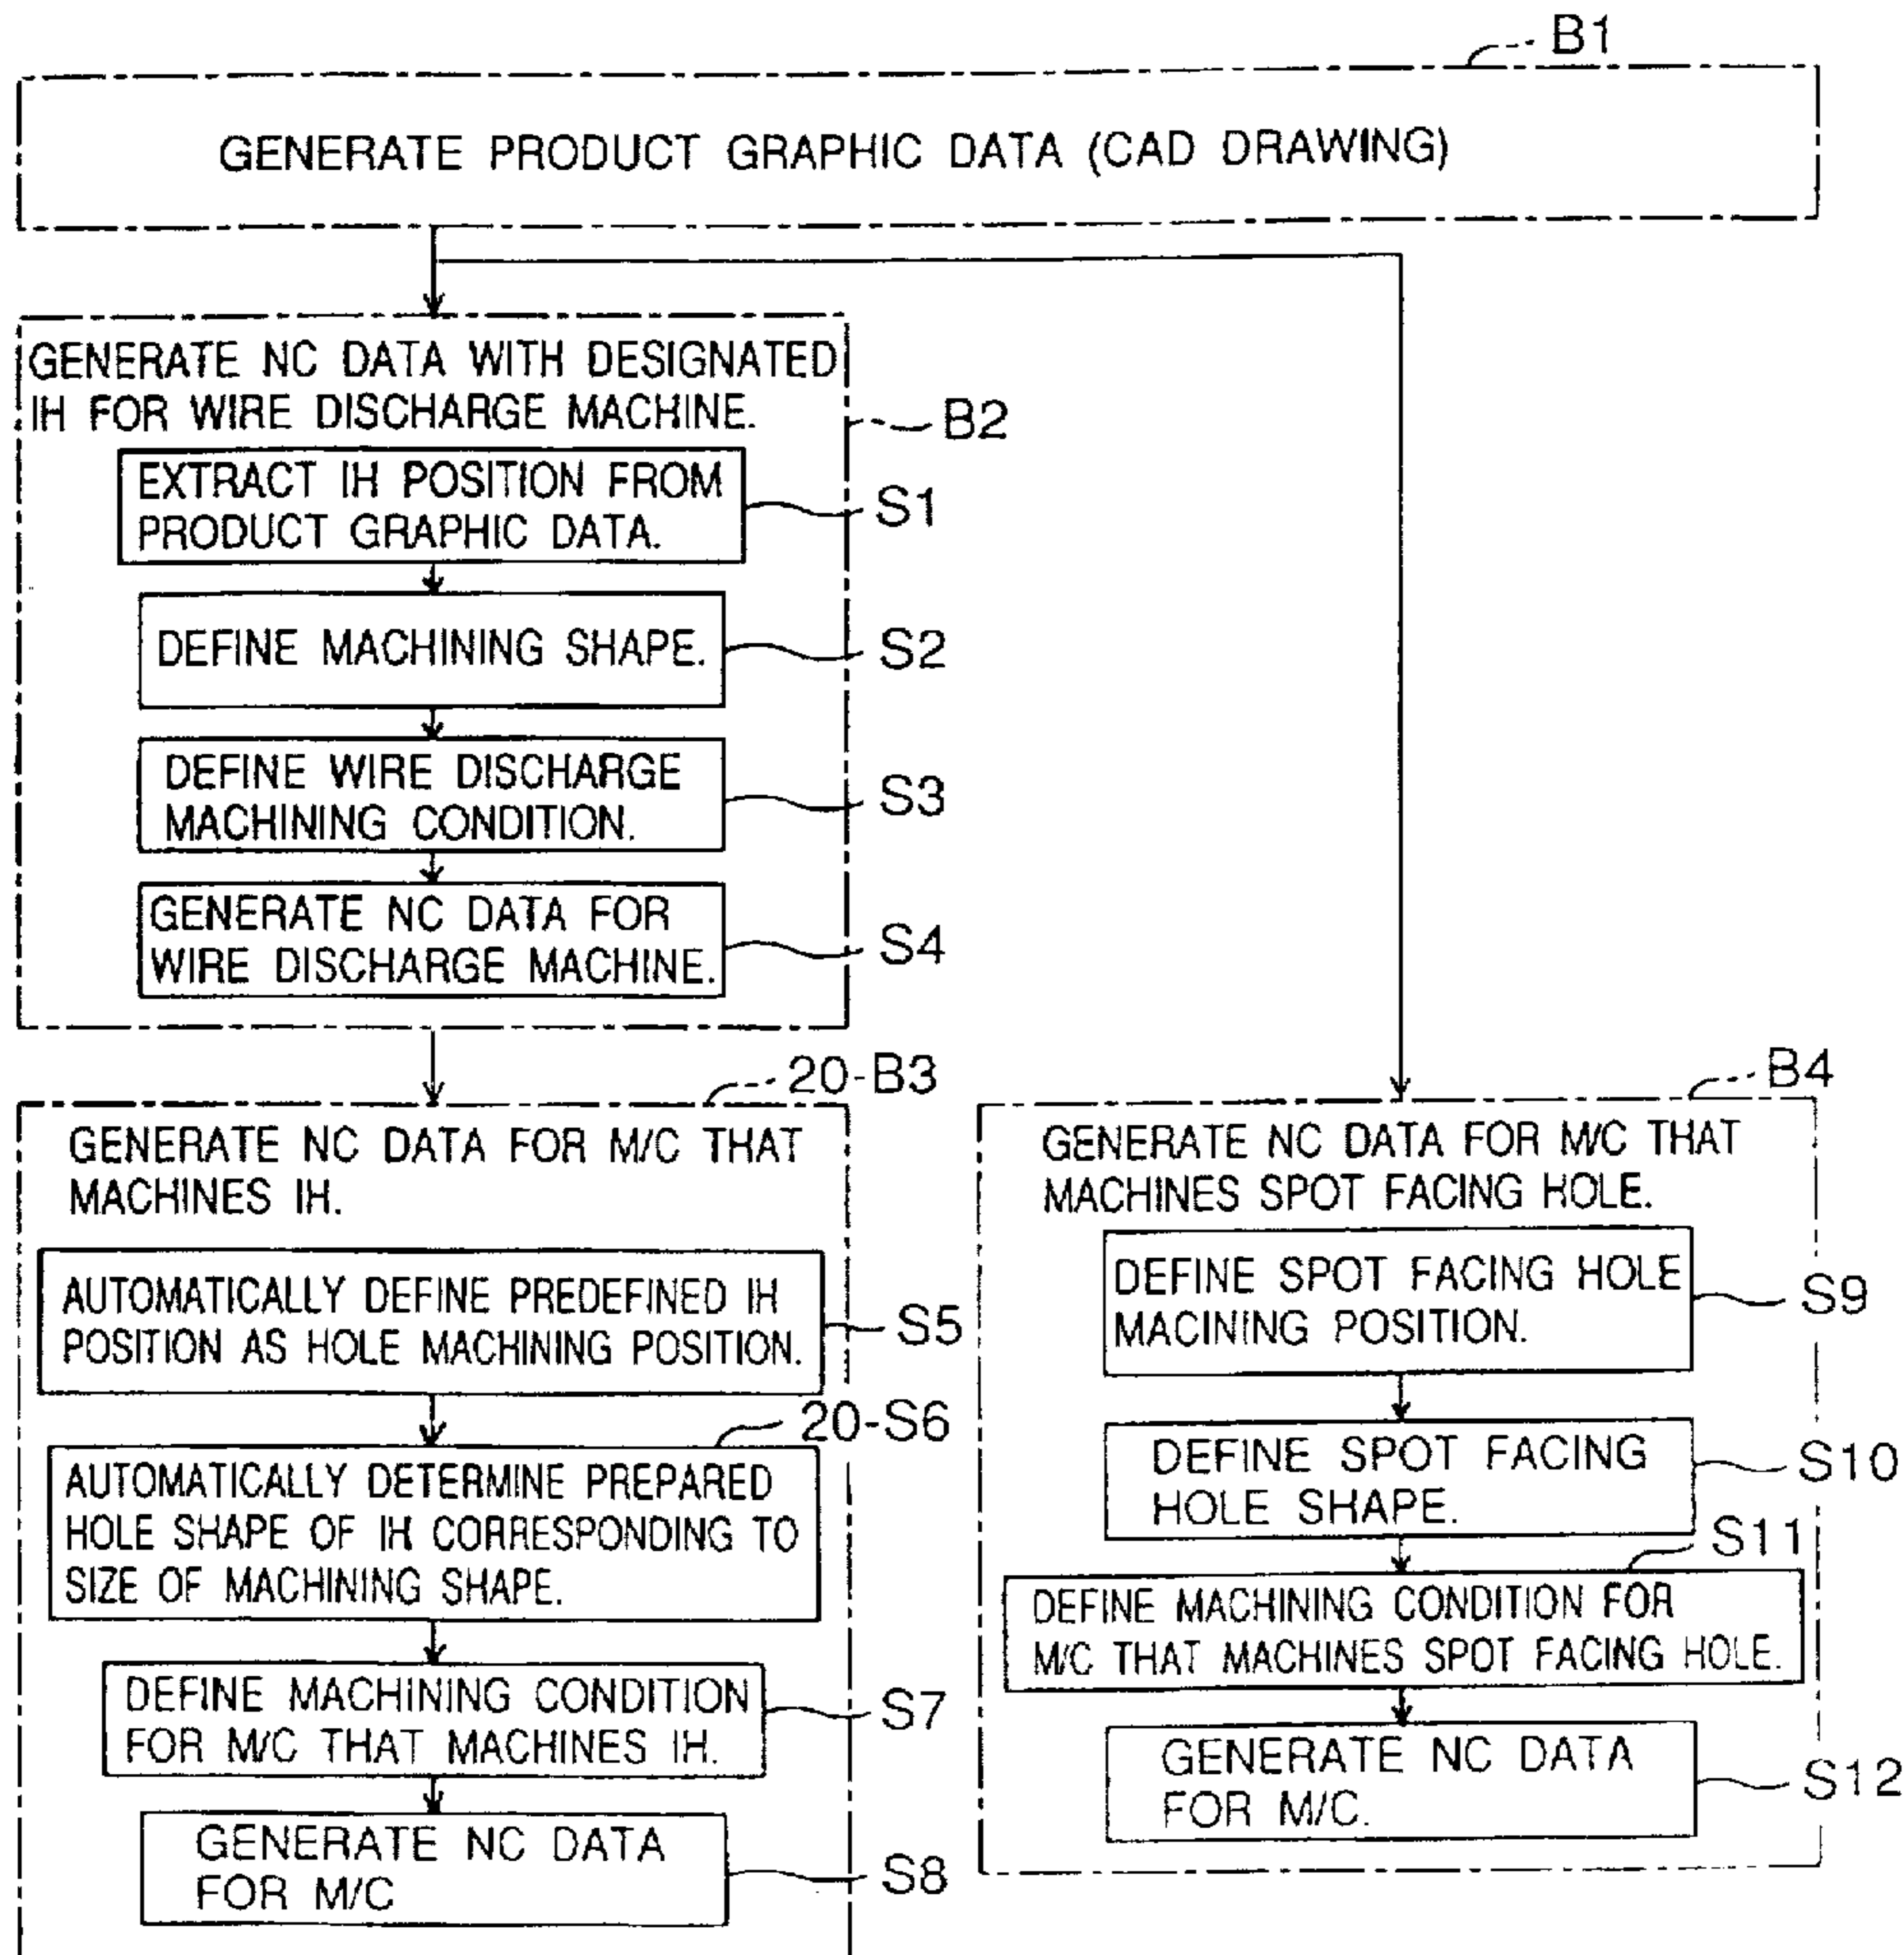 B1
GENERATE PRODUCT GRAPHIC DATA (CAD DRAWING)
GENERATE NC DATA WITH DESIGNATED
IH FOR WIRE DISCHARGE MACHINE.
B2
EXTRACT IH POSITION FROM
PRODUCT GRAPHIC DATA.
S1
DEFINE MACHINING SHAPE.
S2
DEFINE WIRE DISCHARGE
MACHINING CONDITION.
S3
GENERATE NC DATA FOR
WIRE DISCHARGE MACHINE.
S4
20-B3
GENERATE NC DATA FOR M/C THAT
MACHINES IH.
AUTOMATICALLY DEFINE PREDEFINED IH
POSITION AS HOLE MACHINING POSITION.
S5
20-S6
AUTOMATICALLY DETERMINE PREPARED
HOLE SHAPE OF IH CORRESPONDING TO
SIZE OF MACHINING SHAPE.
DEFINE MACHINING CONDITION
FOR M/C THAT MACHINES IH.
S7
GENERATE NC DATA
FOR M/C
S8
B4
GENERATE NC DATA FOR M/C THAT
MACHINES SPOT FACING HOLE.
DEFINE SPOT FACING HOLE
MACINING POSITION.
S9
DEFINE SPOT FACING
HOLE SHAPE.
S10
S11
DEFINE MACHINING CONDITION FOR
M/C THAT MACHINES SPOT FACING HOLE.
GENERATE NC DATA
FOR M/C.
S12